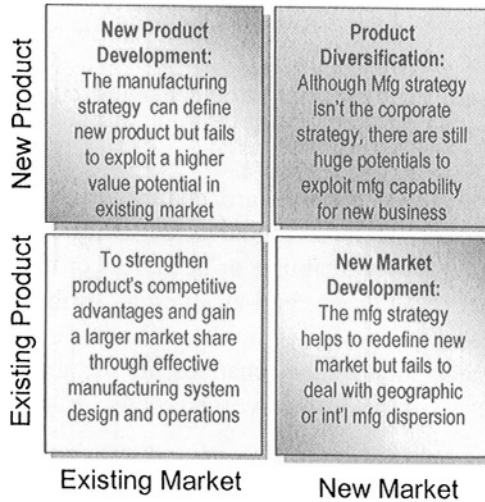 New Product
New Product
Development:
The manufacturing
strategy can define
new product but fails
to exploit a higher
value potential in
existing market
Product
Diversification:
Although Mfg strategy
isn't the corporate
strategy, there are still
huge potentials to
exploit mfg capability
for new business
Existing Product
To strengthen
product's competitive
advantages and gain
a larger market share
through effective
manufacturing system
design and operations
New Market
Development:
The mfg strategy
helps to redefine new
market but fails to
deal with geographic
or int'l mfg dispersion
Existing Market
New Market